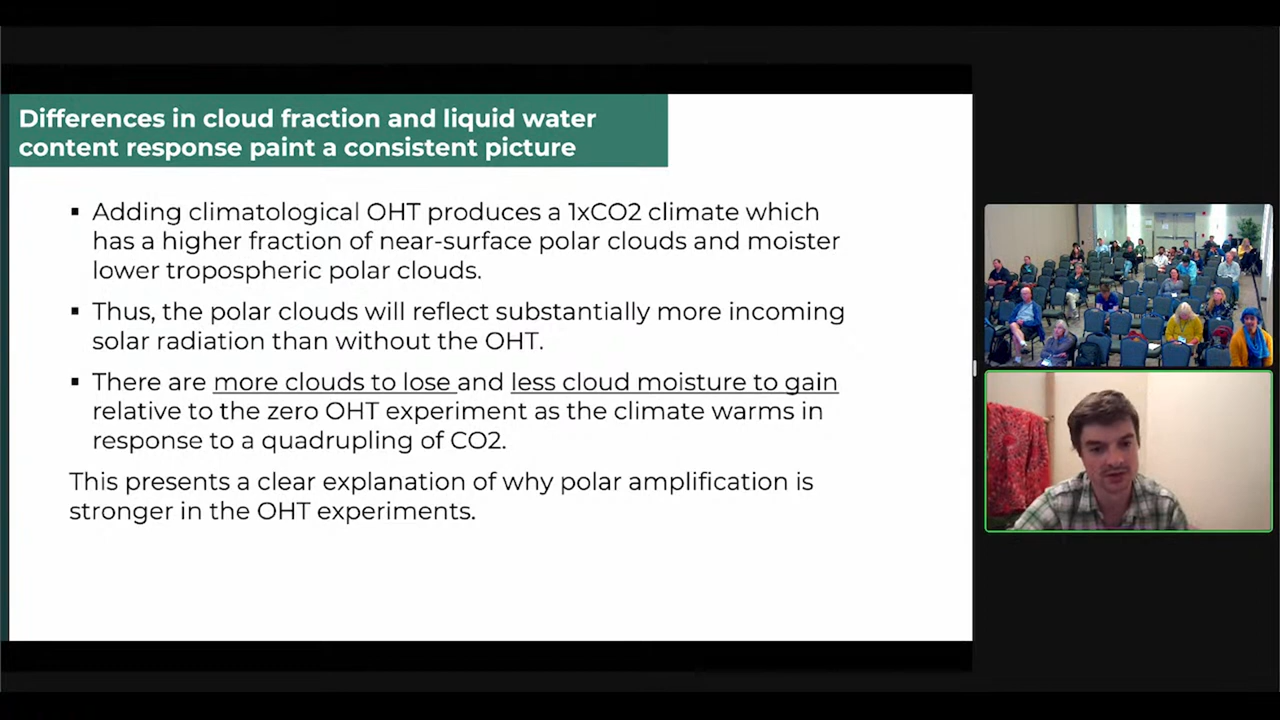 Differences in cloud fraction and liquid water
content response paint a consistent picture
▪ Adding climatological OHT produces a 1xCO2 climate which
has a higher fraction of near-surface polar clouds and moister
lower tropospheric polar clouds.
▪ Thus, the polar clouds will reflect substantially more incoming
solar radiation than without the OHT.
▪ There are more clouds to lose and less cloud moisture to gain
relative to the zero OHT experiment as the climate warms in
response to a quadrupling of CO2.
This presents a clear explanation of why polar amplification is
stronger in the OHT experiments.